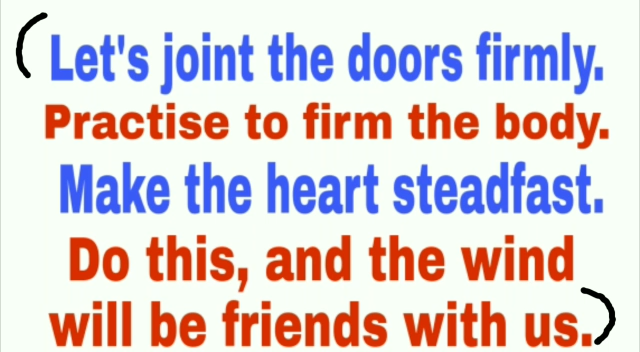 (Let's joint the doors firmly.
Practise to firm the body.
Make the heart steadfast.
Do this, and the wind
will be friends with us.)